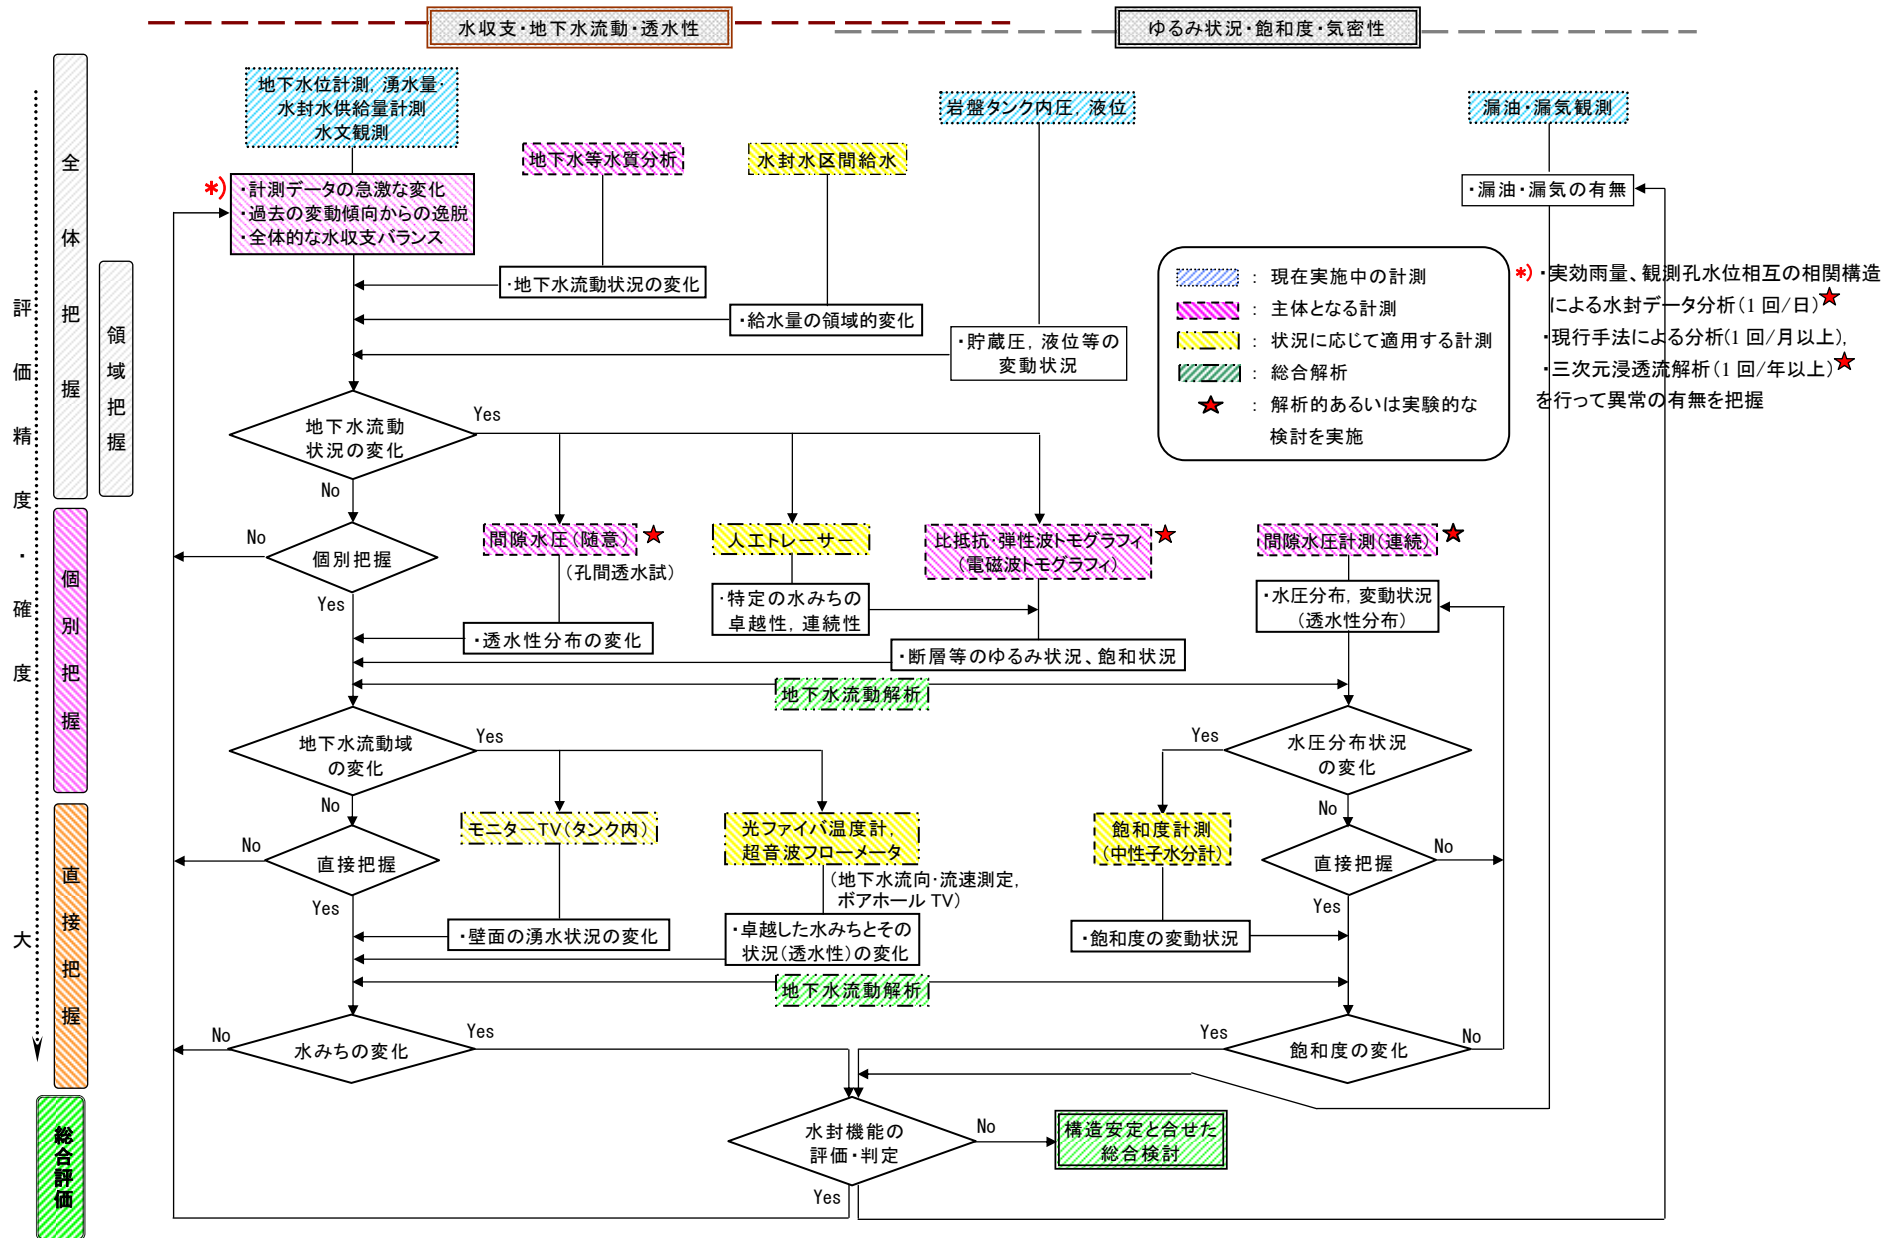 水収支・地下水流動・透水性
ゆるみ状況・飽和度・気密性
評価精度・確度
大
全体把握
領域把握
個別把握
直接把握
総合評価
地下水位計測，湧水量・
水封水供給量計測
水文観測
地下水等水質分析
水封水区間給水
岩盤タンク内圧，液位
漏油・漏気観測
*)
・計測データの急激な変化
・過去の変動傾向からの逸脱
・全体的な水収支バランス
・漏油・漏気の有無
・地下水流動状況の変化
・給水量の領域的変化
・貯蔵圧，液位等の
変動状況
： 現在実施中の計測
： 主体となる計測
： 状況に応じて適用する計測
： 総合解析
★ ： 解析的あるいは実験的な
検討を実施
*)・実効雨量、観測孔水位相互の相関構造
による水封データ分析(1 回/日)★
・現行手法による分析(1 回/月以上)，
・三次元浸透流解析(1 回/年以上)★
を行って異常の有無を把握
地下水流動
状況の変化
Yes
No
個別把握
No
Yes
間隙水圧(随意)★
(孔間透水試)
人工トレーサー
比抵抗・弾性波トモグラフィ★
(電磁波トモグラフィ)
間隙水圧計測(連続)★
・特定の水みちの
卓越性，連続性
・水圧分布，変動状況
(透水性分布)
・透水性分布の変化
・断層等のゆるみ状況、飽和状況
地下水流動解析
地下水流動域
の変化
Yes
No
水圧分布状況
の変化
Yes
No
モニターTV(タンク内)
光ファイバ温度計，
超音波フローメータ
(地下水流向・流速測定，
ボアホール TV)
飽和度計測
(中性子水分計)
直接把握
No
Yes
直接把握
No
Yes
・壁面の湧水状況の変化
・卓越した水みちとその
状況(透水性)の変化
・飽和度の変動状況
地下水流動解析
水みちの変化
No
Yes
飽和度の変化
Yes
No
水封機能の
評価・判定
No
Yes
構造安定と合せた
総合検討